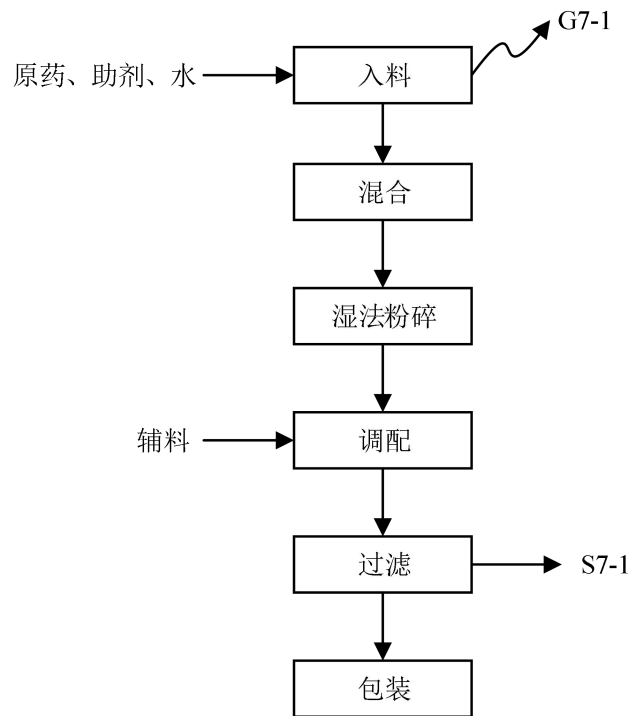 G7-1
原药、助剂、水
入料
混合
湿法粉碎
辅料
调配
过滤
S7-1
包装